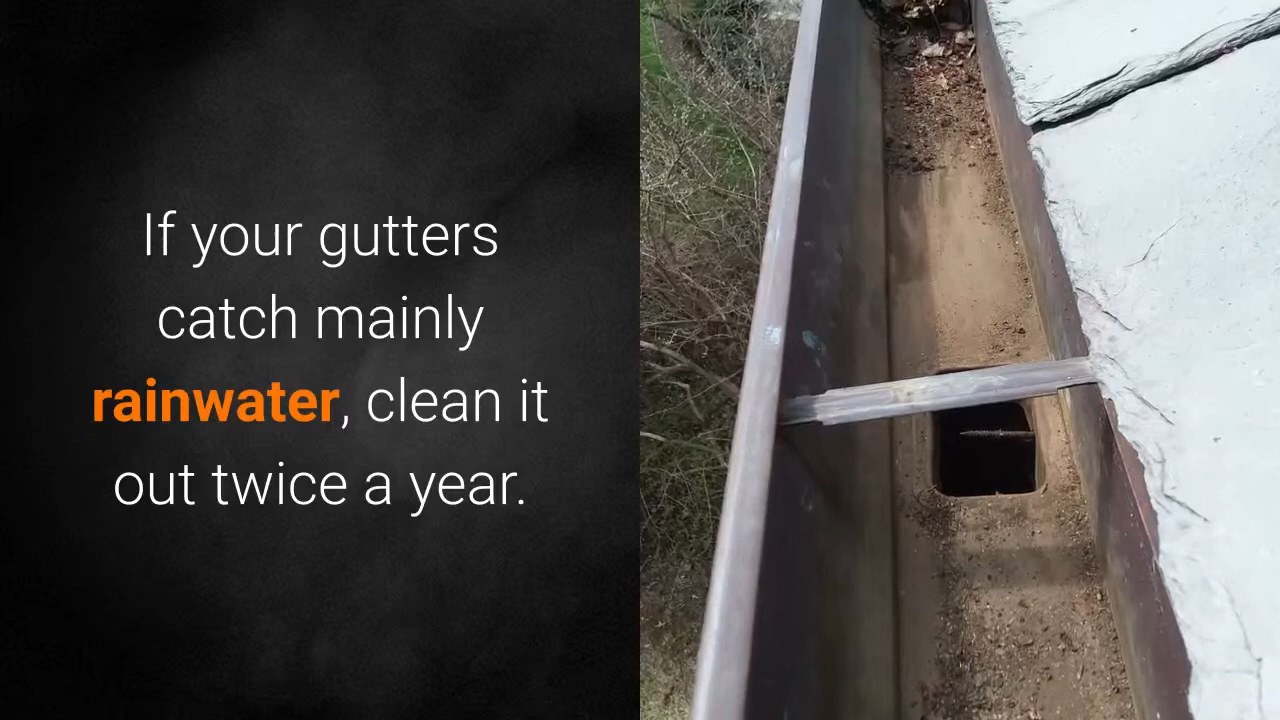 If your gutters
catch mainly
rainwater, clean it
out twice a year.